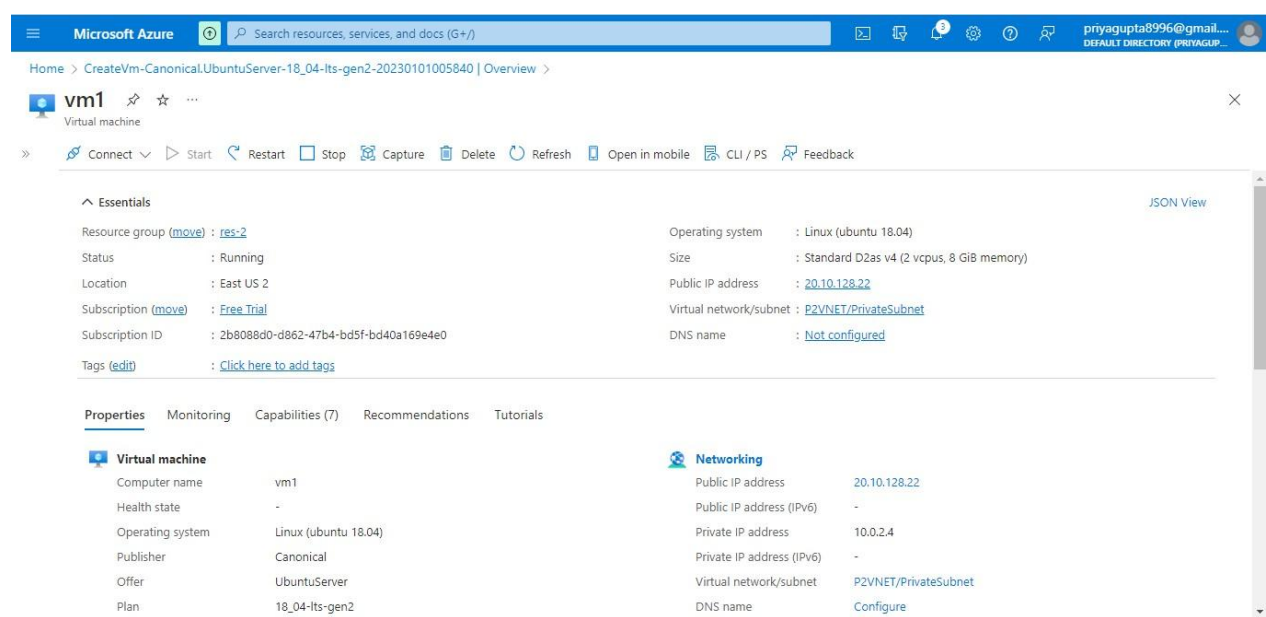 Microsoft Azure Search resources, services, and docs (G+/) 3 priyagupta8996@gmail....
DEFAULT DIRECTORY (PRIYAGUP...
Home > CreateVm-Canonical.UbuntuServer-18_04-lts-gen2-20230101005840 | Overview >
vm1 ...
Virtual machine
» Connect Start Restart Stop Capture Delete Refresh Open in mobile CLI / PS Feedback
Essentials JSON View
Resource group (move) : res-2 Operating system : Linux (ubuntu 18.04)
Status : Running Size : Standard D2as v4 (2 vcpus, 8 GiB memory)
Location : East US 2 Public IP address : 20.10.128.22
Subscription (move) : Free Trial Virtual network/subnet : P2VNET/PrivateSubnet
Subscription ID : 2b8088d0-d862-47b4-bd5f-bd40a169e4e0 DNS name : Not configured
Tags (edit) : Click here to add tags
Properties Monitoring Capabilities (7) Recommendations Tutorials
Virtual machine Networking
Computer name vm1 Public IP address 20.10.128.22
Health state - Public IP address (IPv6) -
Operating system Linux (ubuntu 18.04) Private IP address 10.0.2.4
Publisher Canonical Private IP address (IPv6) -
Offer UbuntuServer Virtual network/subnet P2VNET/PrivateSubnet
Plan 18_04-lts-gen2 DNS name Configure